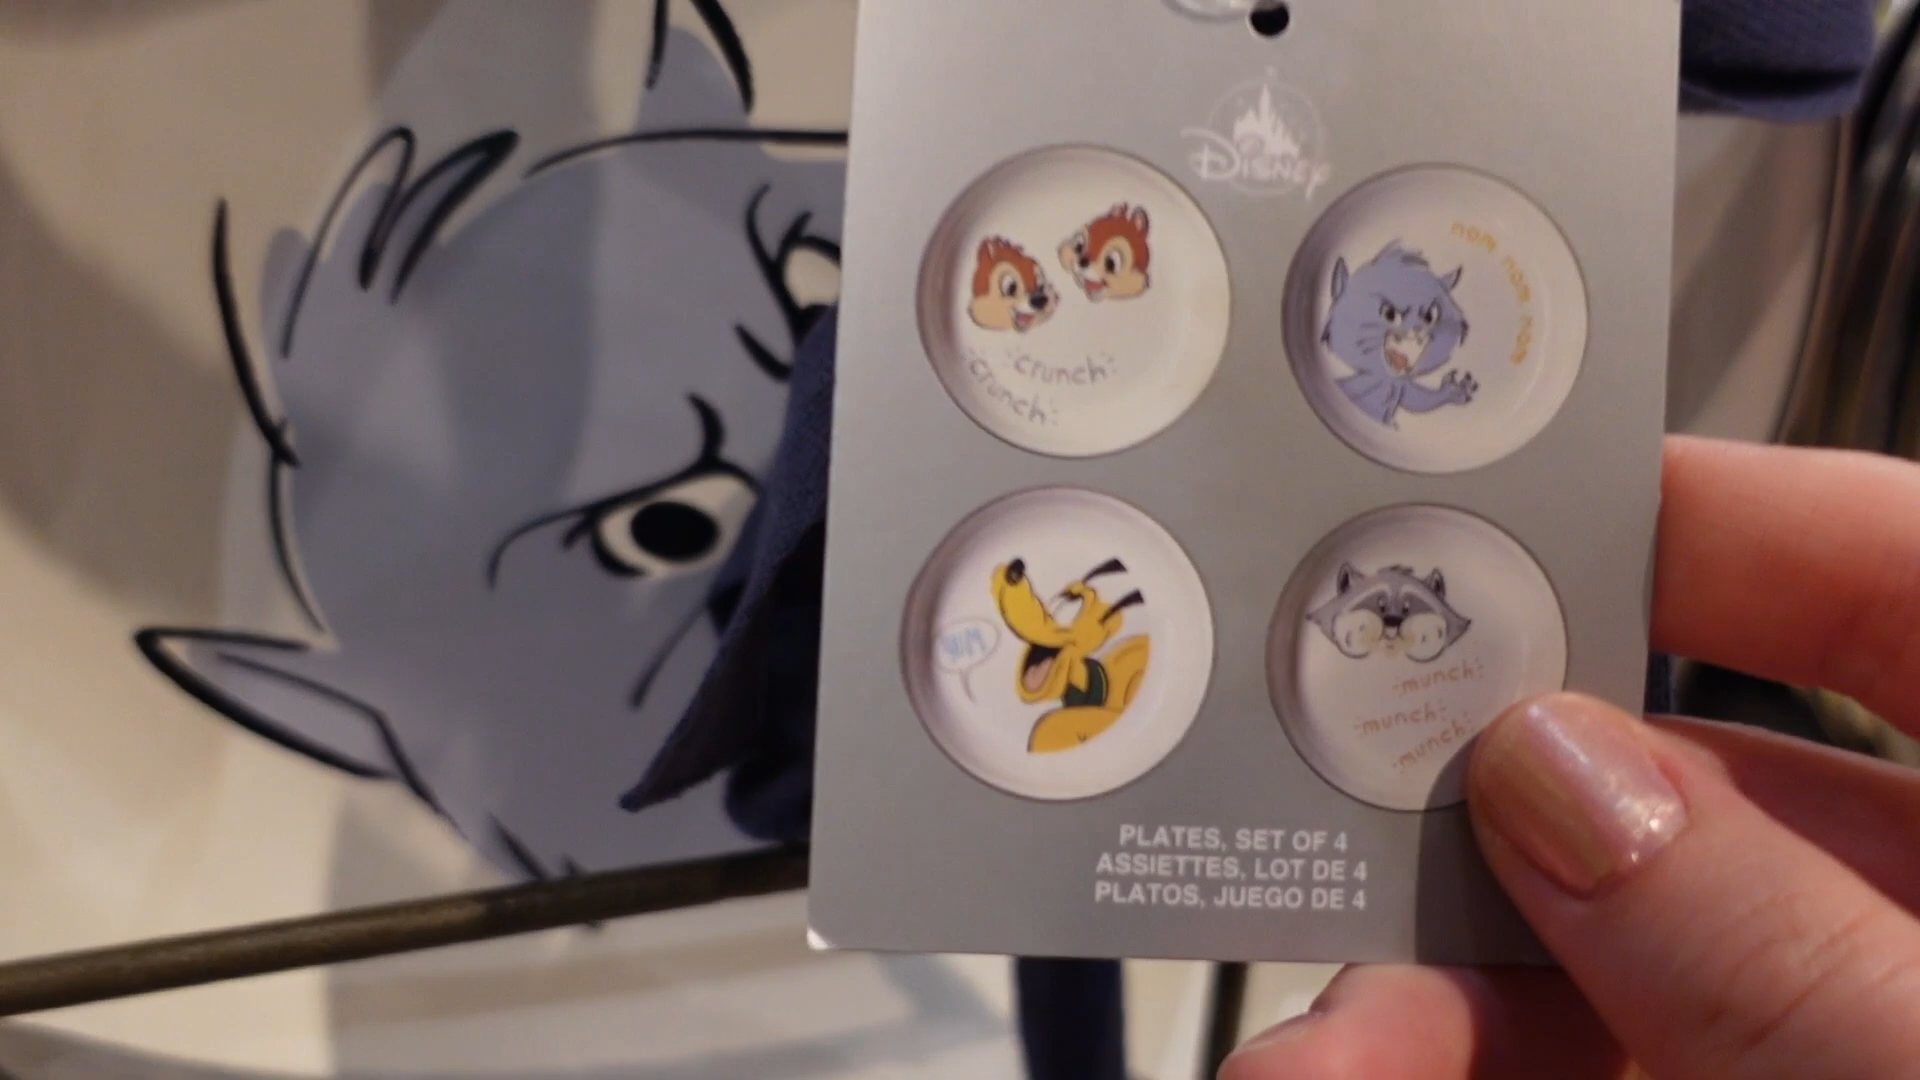 Disney
crunch
crunch
nom nom nom nom
munch
munch
munch
PLATES, SET OF 4
ASSIETTES, LOT DE 4
PLATOS, JUEGO DE 4